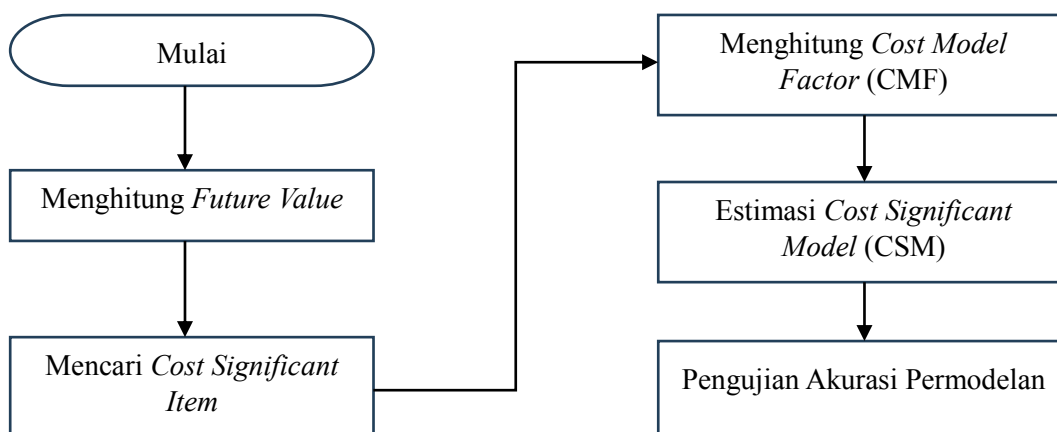 Mulai
Menghitung Future Value
Mencari Cost Significant
Item
Menghitung Cost Model
Factor (CMF)
Estimasi Cost Significant
Model (CSM)
Pengujian Akurasi Permodelan